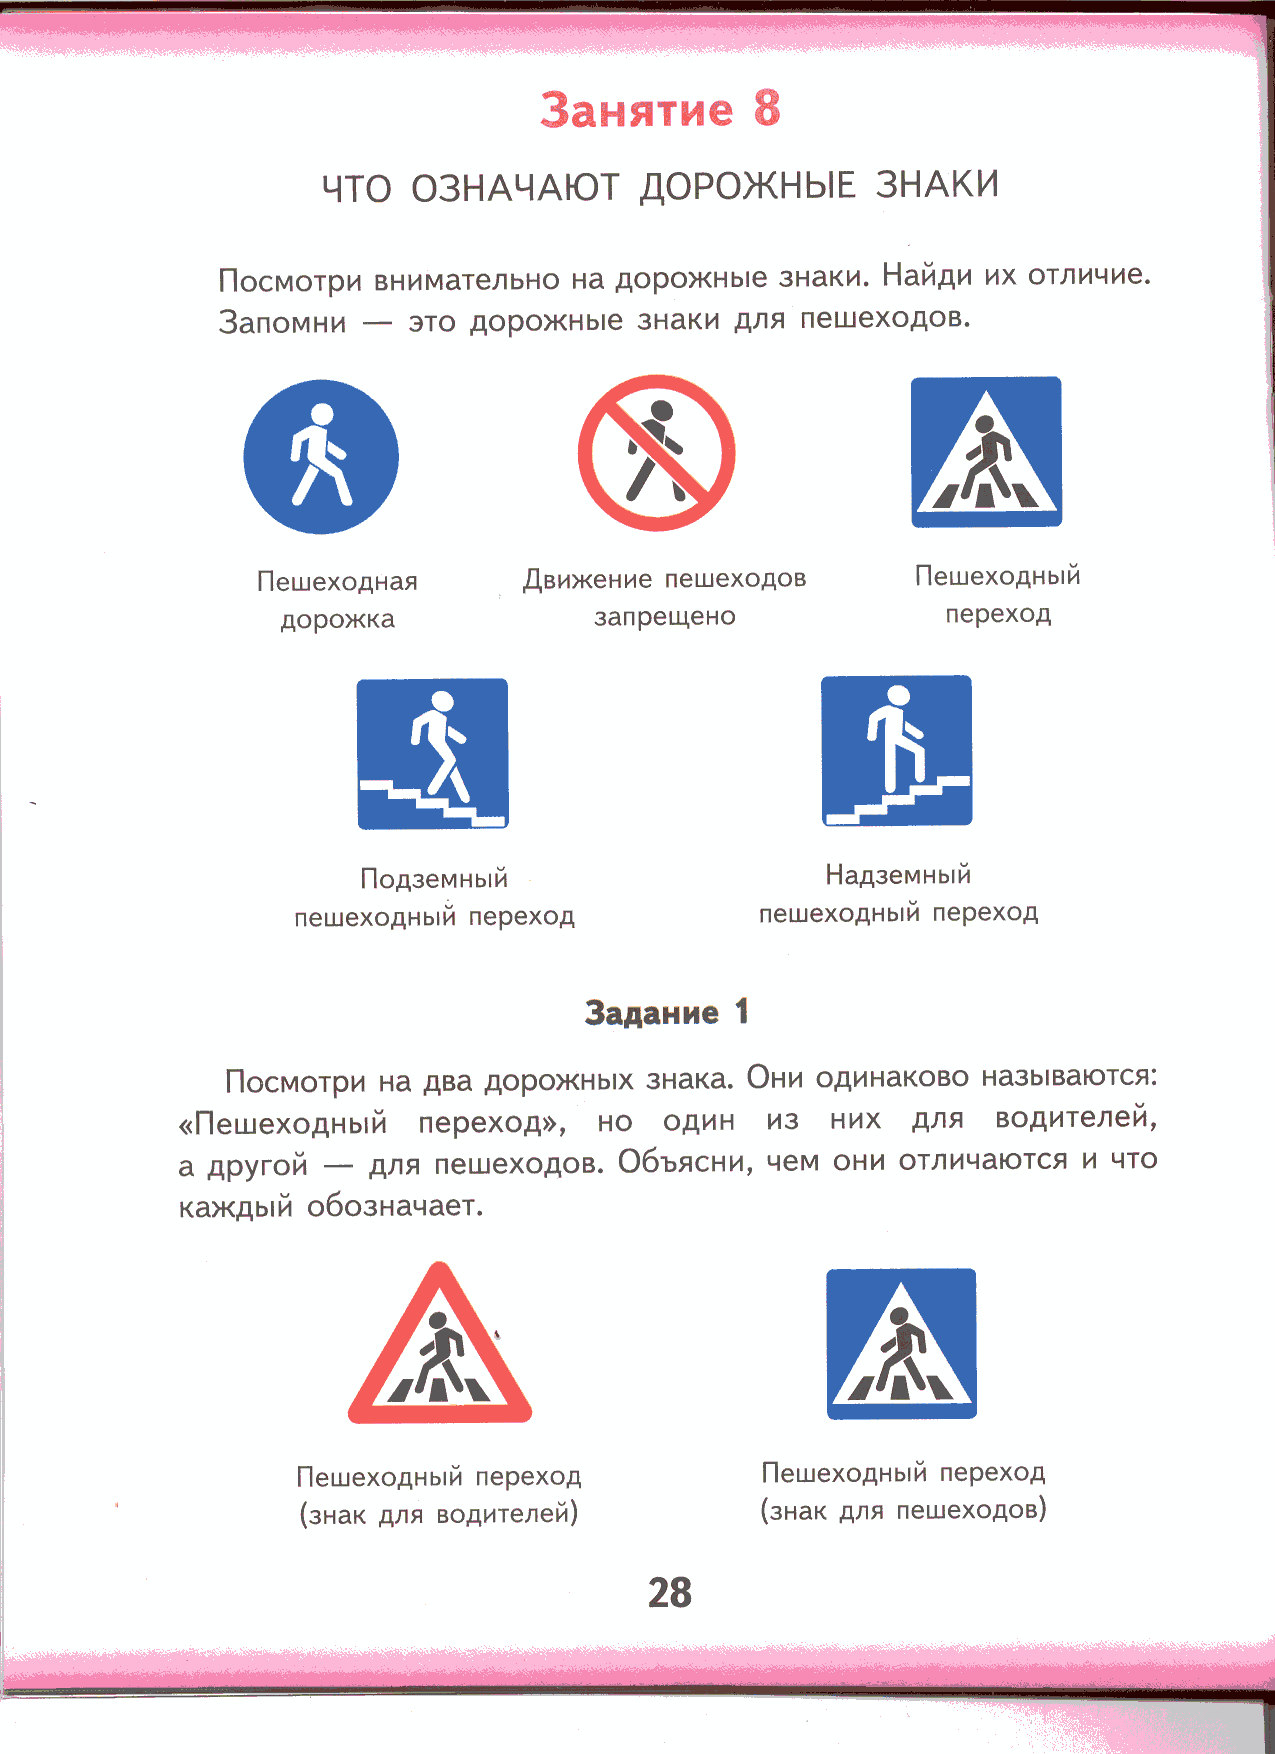 Занятие 8
ЧТО ОЗНАЧАЮТ ДОРОЖНЫЕ ЗНАКИ
Посмотри внимательно на дорожные знаки. Найди их отличие.
Запомни — это дорожные знаки для пешеходов.
Пешеходная
дорожка
Движение пешеходов
запрещено
Пешеходный
переход
Подземный
пешеходный переход
Надземный
пешеходный переход
Задание 1
Посмотри на два дорожных знака. Они одинаково называются:
«Пешеходный переход», но один из них для водителей,
а другой — для пешеходов. Объясни, чем они отличаются и что
каждый обозначает.
Пешеходный переход
(знак для водителей)
Пешеходный переход
(знак для пешеходов)
28